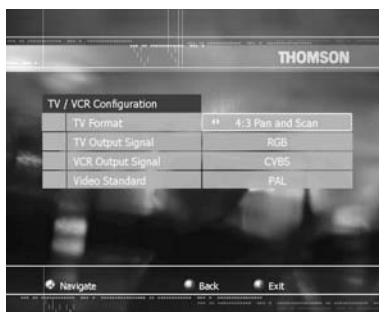 THOMSON
TV / VCR Configuration
TV Format 4:3 Pan and Scan
TV Output Signal RGB
VCR Output Signal CVBS
Video Standard PAL
Navigate Back Exit